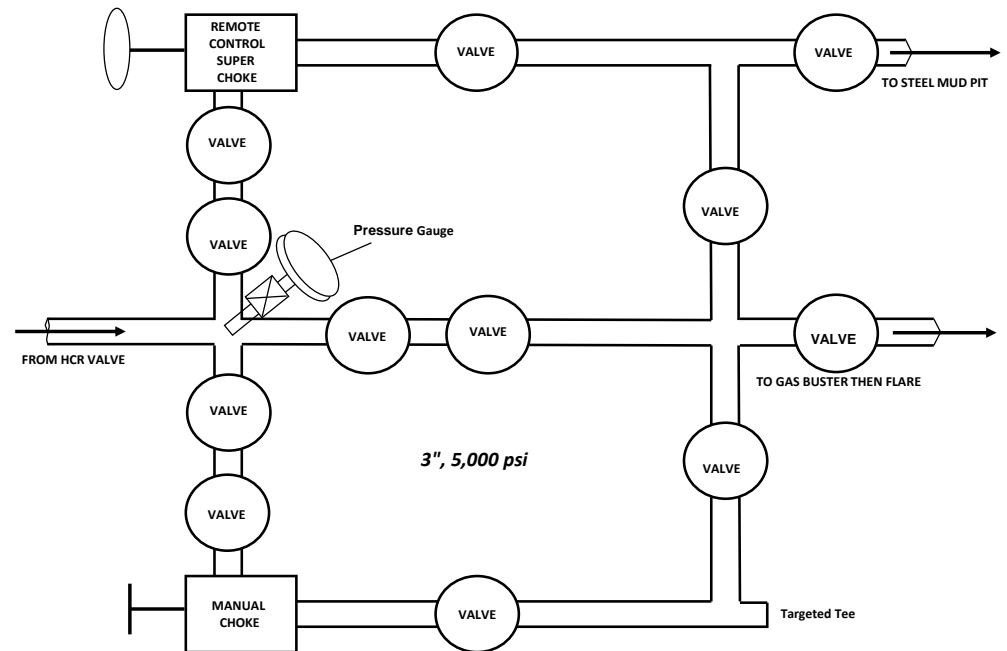 REMOTE
CONTROL
SUPER
CHOKE
VALVE
VALVE
TO STEEL MUD PIT
VALVE
VALVE
VALVE
Pressure Gauge
FROM HCR VALVE
VALVE
VALVE
VALVE
TO GAS BUSTER THEN FLARE
VALVE
3", 5,000 psi
VALVE
VALVE
MANUAL
CHOKE
VALVE
Targeted Tee